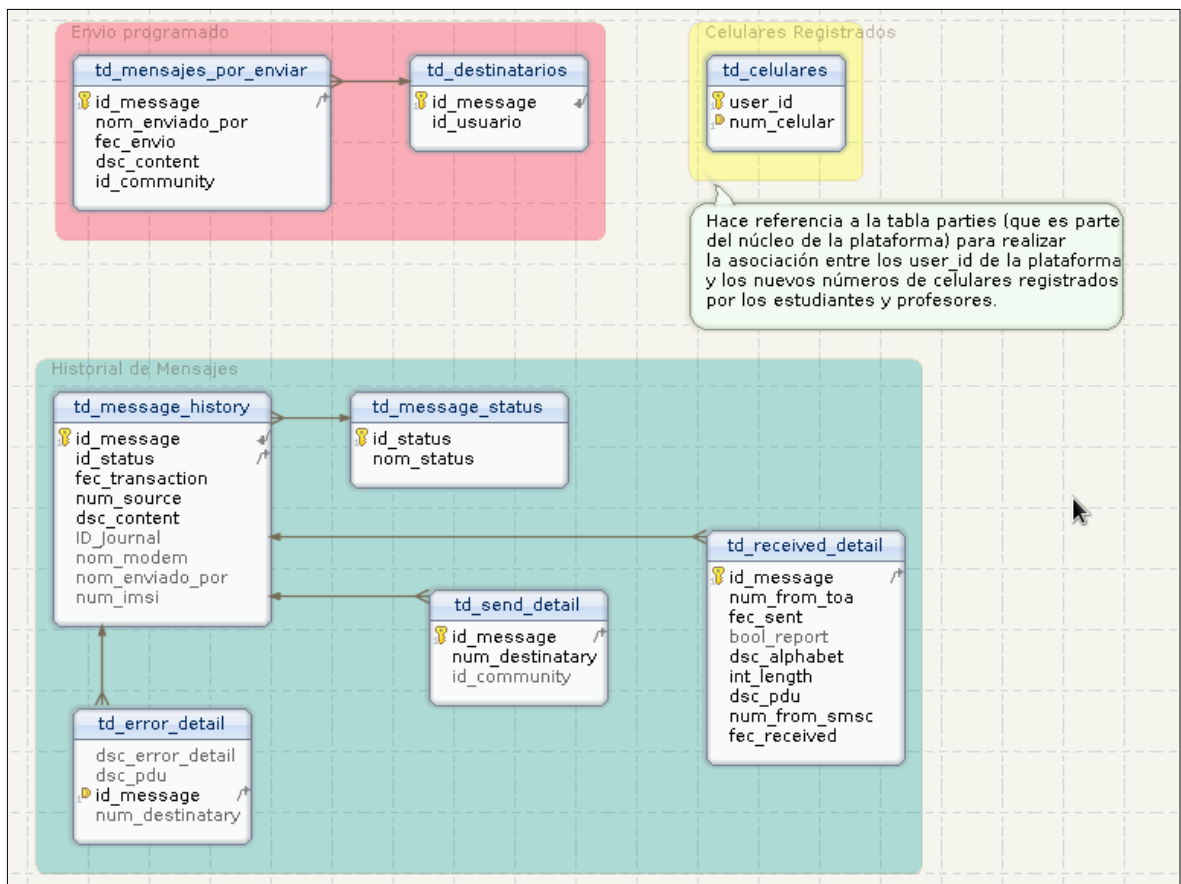 Envio programado
td_mensajes_por_enviar
id_message
nom_enviado_por
fec_envio
dsc_content
id_community
td_destinatarios
id_message
id_usuario
Celulares Registrados
td_celulares
user_id
num_celular
Hace referencia a la tabla parties (que es parte
del núcleo de la plataforma) para realizar
la asociación entre los user_id de la plataforma
y los nuevos números de celulares registrados
por los estudiantes y profesores.
Historial de Mensajes
td_message_history
id_message
id_status
fec_transaction
num_source
dsc_content
ID_Journal
nom_modem
nom_enviado_por
num_imsi
td_message_status
id_status
nom_status
td_received_detail
id_message
num_from_toa
fec_sent
bool_report
dsc_alphabet
int_length
dsc_pdu
num_from_smsc
fec_received
td_send_detail
id_message
num_destinatary
id_community
td_error_detail
dsc_error_detail
dsc_pdu
id_message
num_destinatary